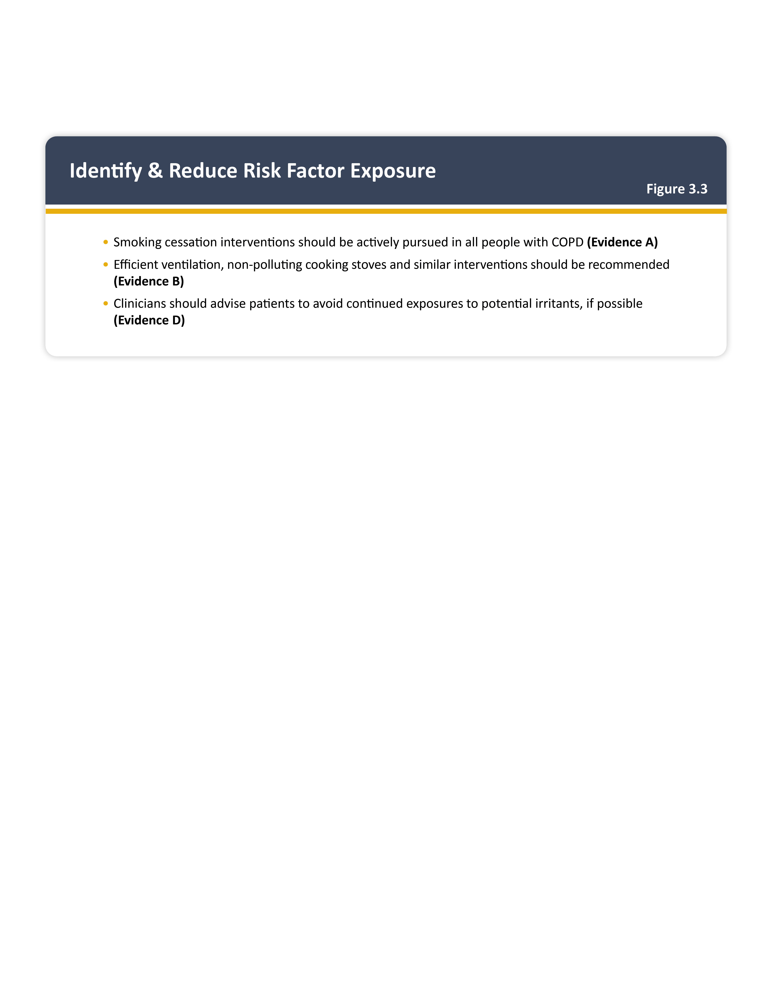 Identify & Reduce Risk Factor Exposure
Figure 3.3
• Smoking cessation interventions should be actively pursued in all people with COPD (Evidence A)
• Efficient ventilation, non-polluting cooking stoves and similar interventions should be recommended
(Evidence B)
• Clinicians should advise patients to avoid continued exposures to potential irritants, if possible
(Evidence D)